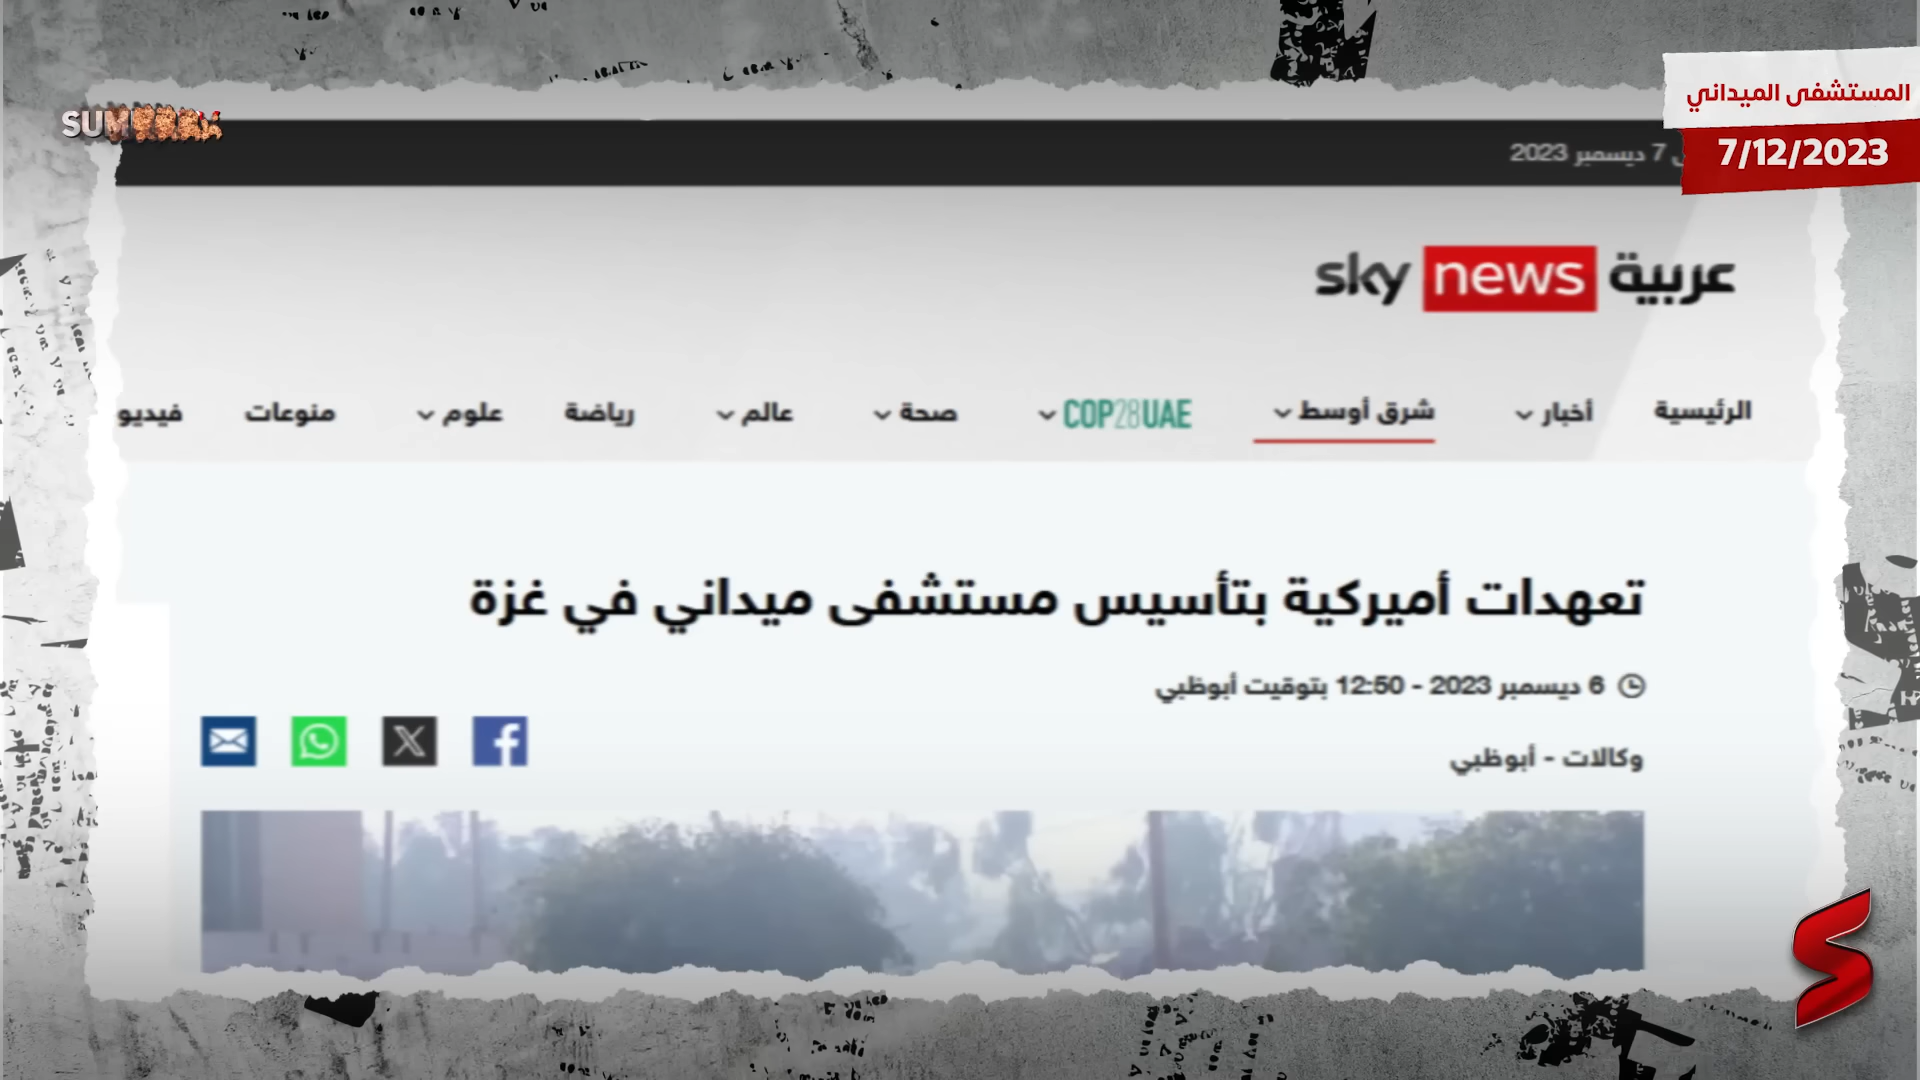 المستشفى الميداني
7/12/2023
7 ديسمبر 2023
sky news عربية
الرئيسية أخبار شرق أوسط COP28UAE صحة عالم رياضة علوم منوعات فيديو
تعهدات أميركية بتأسيس مستشفى ميداني في غزة
6 ديسمبر 2023 - 12:50 بتوقيت أبوظبي
وكالات - أبوظبي